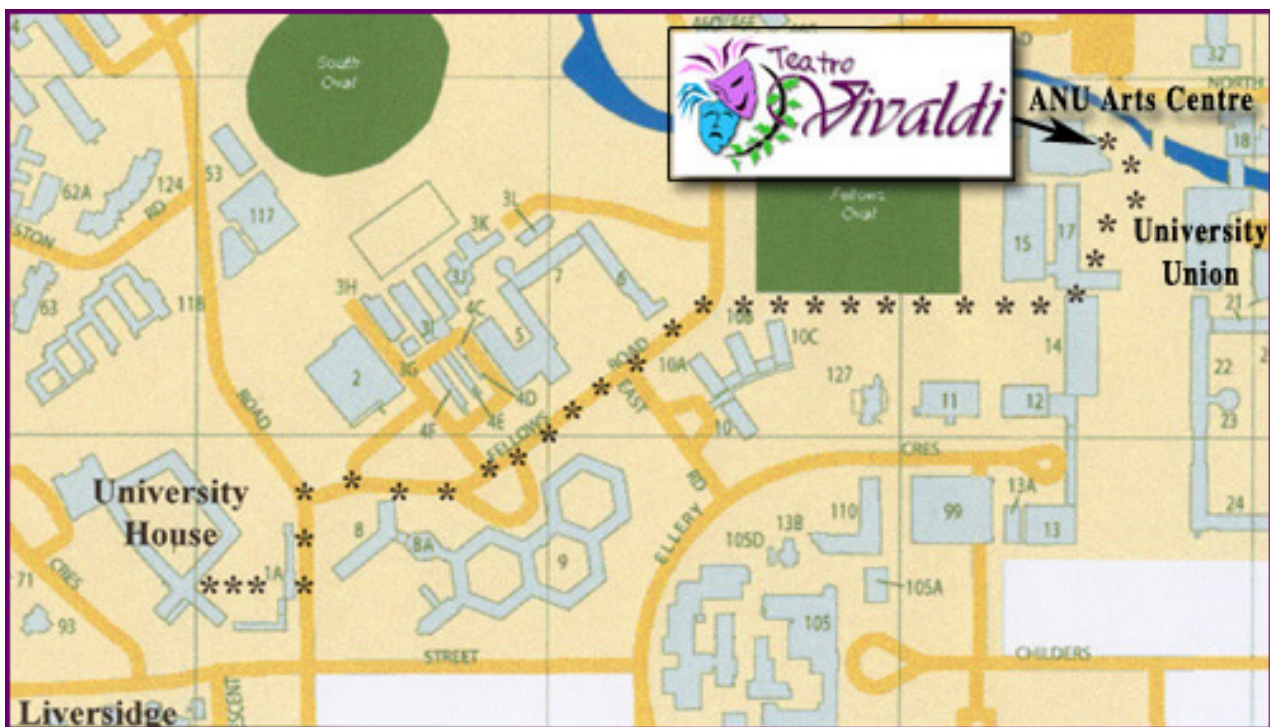 South
Oval
Teatro
Vivaldi
ANU Arts Centre
32
NORTH
18
62A
124
RD
53
117
3L
3K
3J
Fellows
Oval
15
17
University
Union
63
118
3H
7
6
3I
4C
5
21
2
3G
4D
4E
4F
ROAD
10A
10B
10C
EAST
14
22
127
11
12
ROAD
FELLOWS
10
23
CRES
RD
University
House
8
8A
9
ELLERY
110
13B
105D
99
13A
13
24
71
CRES
1A
93
105A
105
STREET
CHILDERS
Liversidge